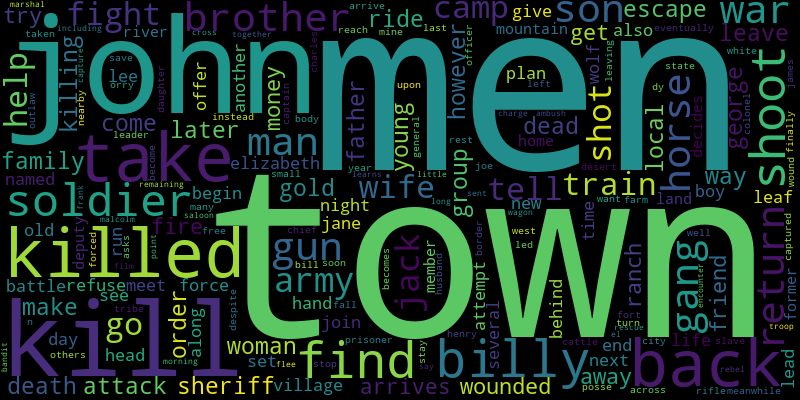 marshal
try fight brother camp give son escape war
arrive last
taken river ride mountain get also leave
including cross together reach mine eventually
john men
help outlaw killing lee offer another money charles father young however plan wolf shot local horse decides george shoot white james
save orry daughter upon officer left leaving state colonel
nearby capture
come later man instead captain body general group dead home dy
leader become
family take elizabeth year rest charge ambush wound finally
named small learns little joe desert way leaf
soldier begin gold wife tell train boy
remaining many night long sent want farm land captured
old frank malcolm saloon jane new wagon time
deputy run fire free chief town
killed forced asks point film gun bill soon jack member husband border west led ranch gang friend encounter well return
battle refuse meet force army becomes attempt behind fort rescue former
make see order despite hand fall several turn troop
n tribe along join henry cattle city life slave
day go woman prisoner stay end
others head set find billy next back lead
bandit morning flee stop say away posse rebel
death attack sheriff village arrives wounded across rifle meanwhile
kill